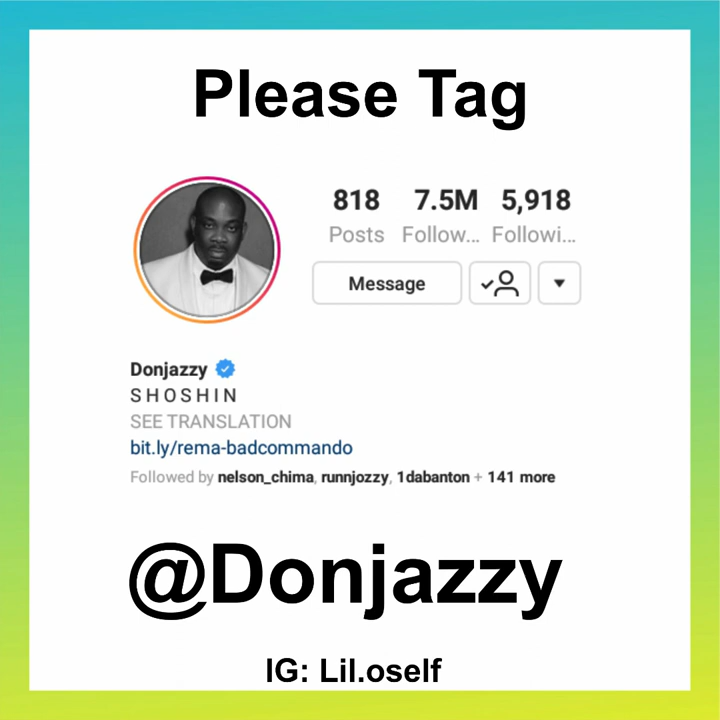 Please Tag
818 7.5M 5,918
Posts Follow... Followi...
Message
Donjazzy
S H O S H I N
SEE TRANSLATION
bit.ly/rema-badcommando
Followed by nelson_chima, runnjozzy, 1dabanton + 141 more
@Donjazzy
IG: Lil.oself